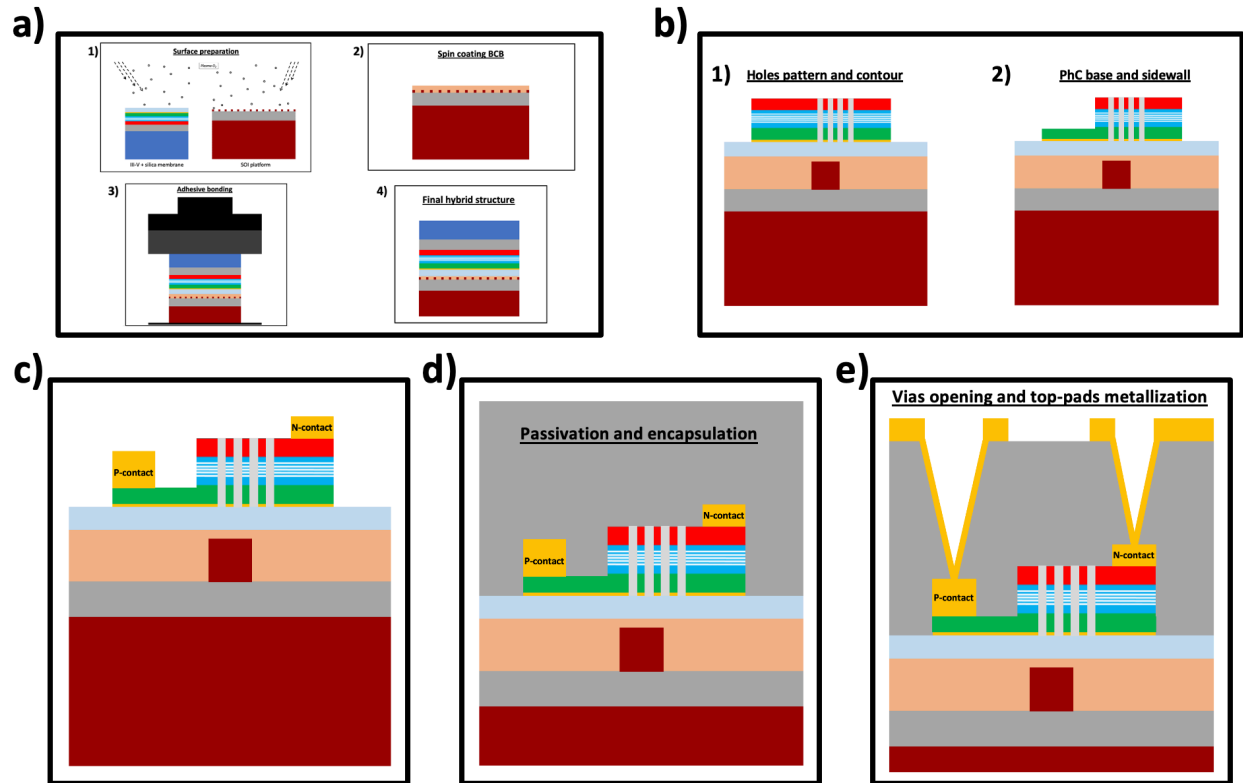 a)
1)
Surface preparation
Plasma O₂
III-V + silica membrane
SOI platform
2)
Spin coating BCB
3)
Adhesive bonding
4)
Final hybrid structure
b)
1)
Holes pattern and contour
2)
PhC base and sidewall
c)
N-contact
P-contact
d)
Passivation and encapsulation
N-contact
P-contact
e)
Vias opening and top-pads metallization
N-contact
P-contact